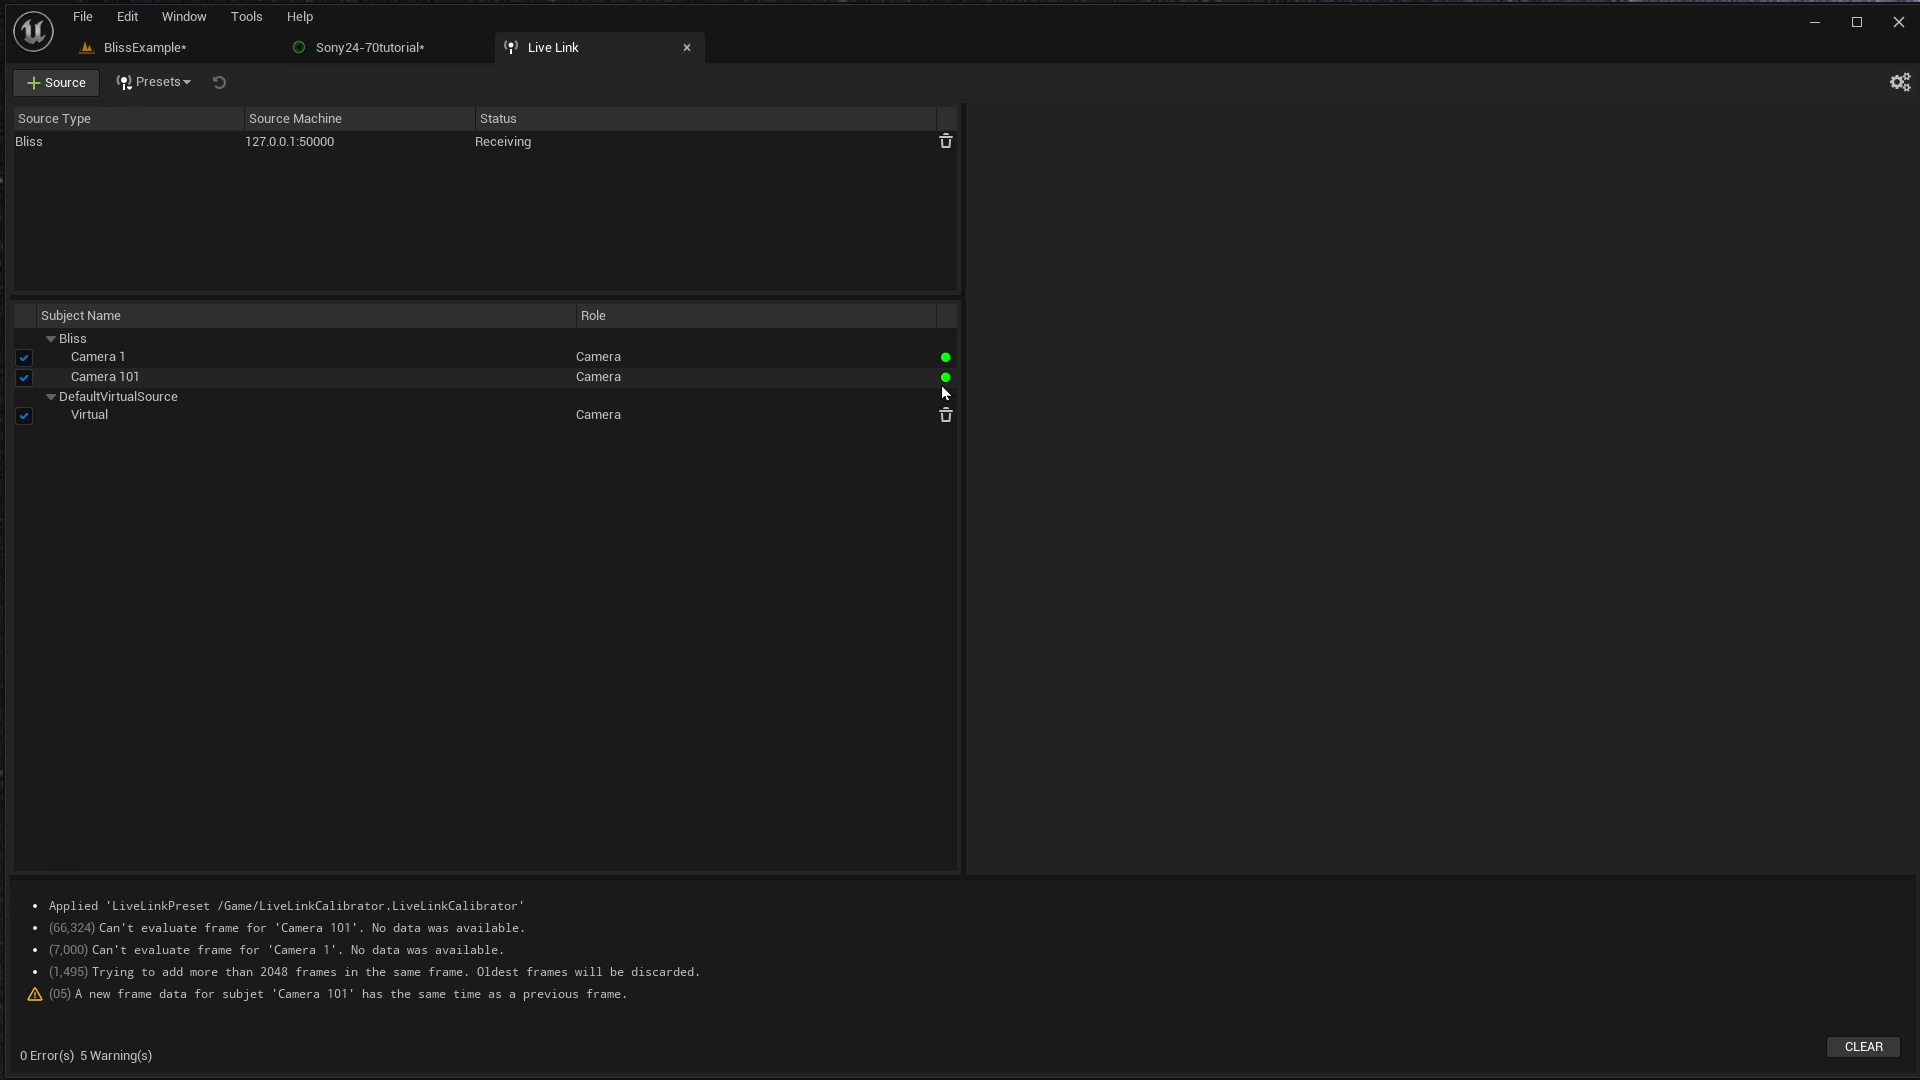 File Edit Window Tools Help
BlissExample* Sony24-70tutorial* Live Link
Source Presets
Source Type Source Machine Status
Bliss 127.0.0.1:50000 Receiving
Subject Name Role
Bliss
Camera 1 Camera
Camera 101 Camera
DefaultVirtualSource
Virtual Camera
• Applied 'LiveLinkPreset /Game/LiveLinkCalibrator.LiveLinkCalibrator'
• (66,324) Can't evaluate frame for 'Camera 101'. No data was available.
• (7,000) Can't evaluate frame for 'Camera 1'. No data was available.
• (1,495) Trying to add more than 2048 frames in the same frame. Oldest frames will be discarded.
(05) A new frame data for subjet 'Camera 101' has the same time as a previous frame.
0 Error(s) 5 Warning(s)
CLEAR